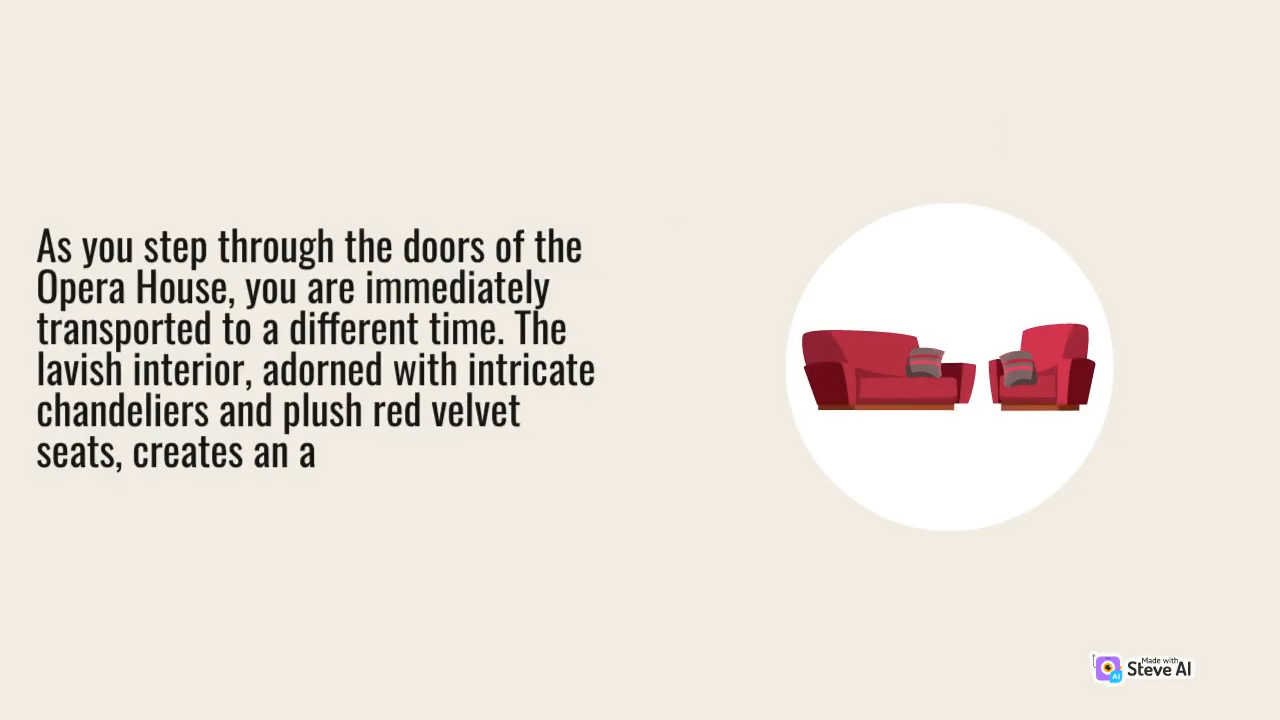 As you step through the doors of the
Opera House, you are immediately
transported to a different time. The
lavish interior, adorned with intricate
chandeliers and plush red velvet
seats, creates an a
Made with
Steve AI
AI